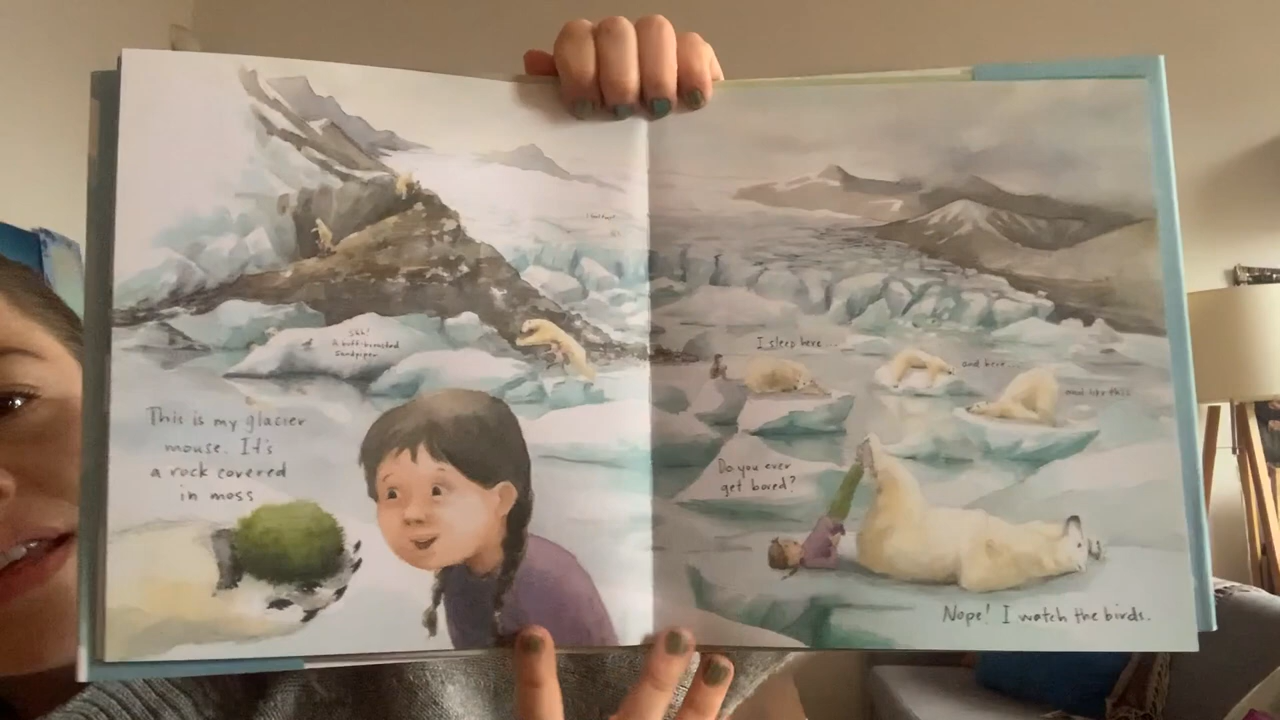 Shh!
A buff-breasted
Sandpiper.
This is my glacier
mouse. It's
a rock covered
in moss
I sleep here...
and here...
and like this
Do you ever
get bored?
Nope! I watch the birds.